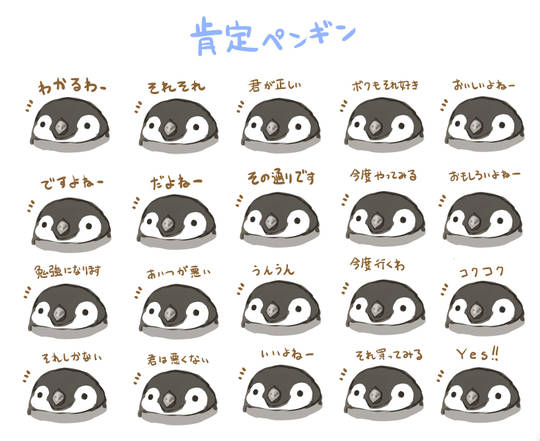 肯定ペンギン
わかるわー
それそれ
君が正しい
ボクもそれ好き
おいしいよねー
ですよねー
だよねー
その通りです
今度やってみる
おもしろいよねー
勉強になります
あいつが悪い
うんうん
今度行くわ
コクコク
それしかない
君は悪くない
いいよねー
それ買ってみる
Yes!!